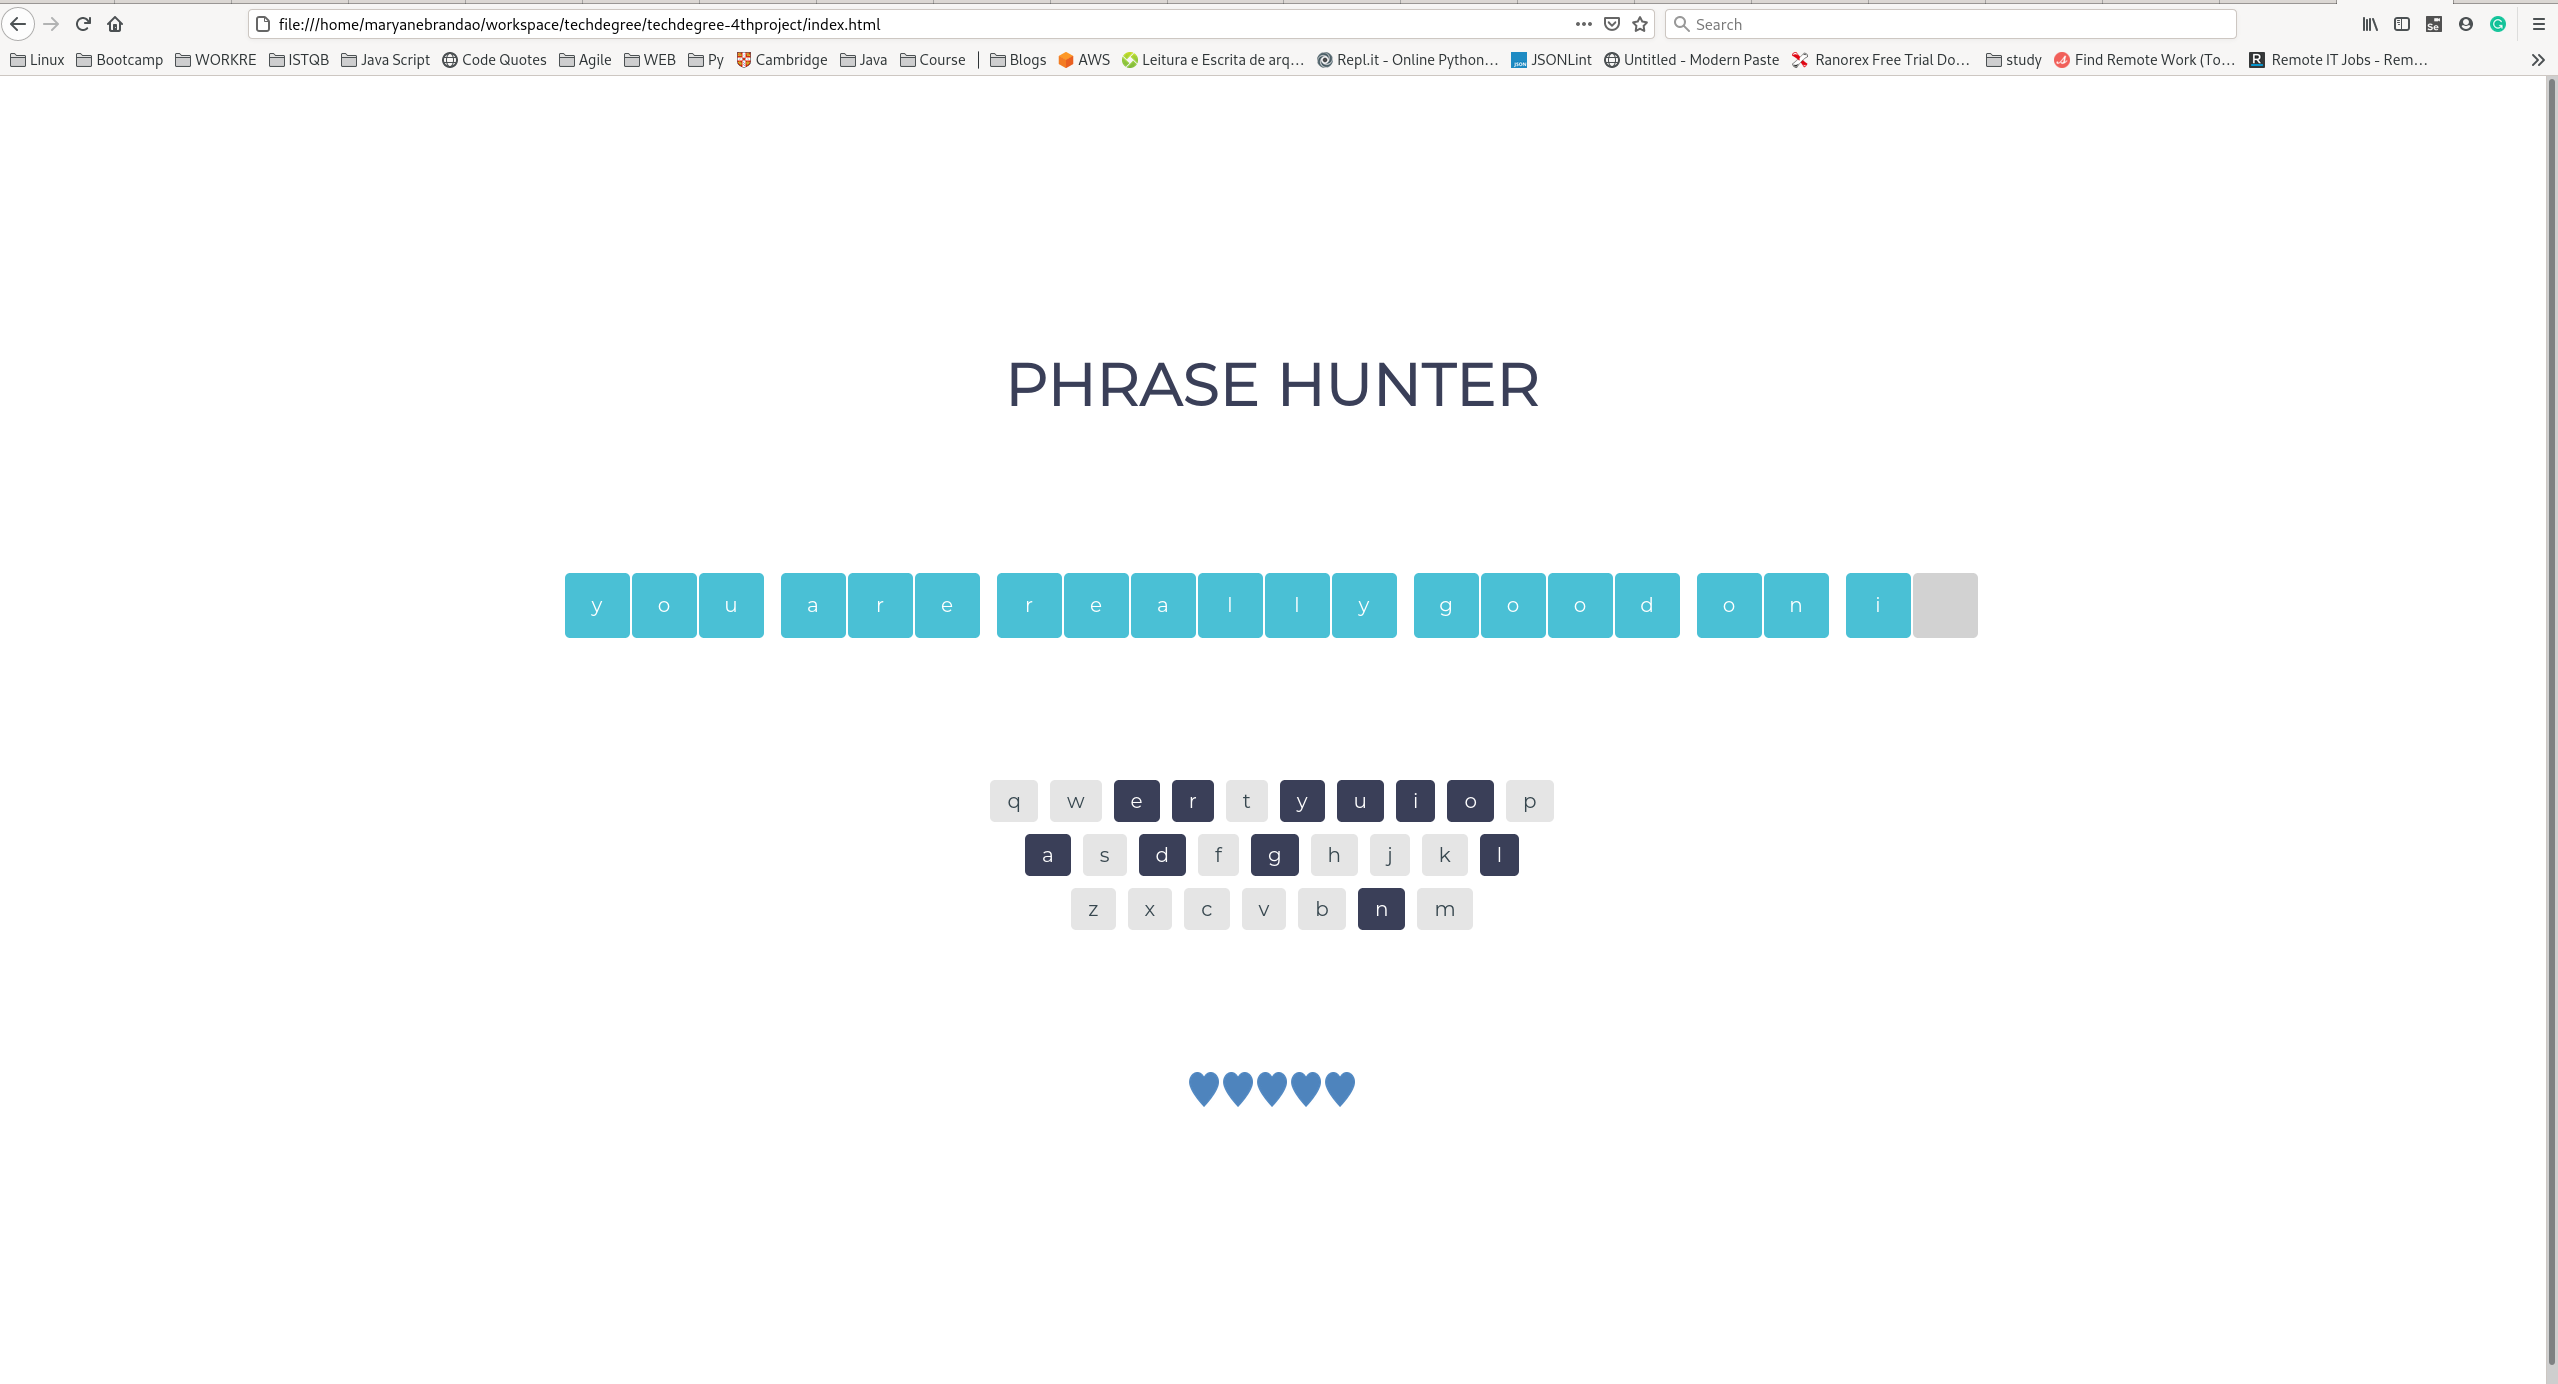 file:///home/maryanebrandao/workspace/techdegree/techdegree-4thproject/index.html Search
Linux Bootcamp WORKRE ISTQB Java Script Code Quotes Agile WEB Py Cambridge Java Course Blogs AWS Leitura e Escrita de arq… Repl.it - Online Python… JSON JSONLint Untitled - Modern Paste Ranorex Free Trial Do… study Find Remote Work (To… R Remote IT Jobs - Rem…
PHRASE HUNTER
y o u a r e r e a l l y g o o d o n i
q w e r t y u i o p
a s d f g h j k l
z x c v b n m